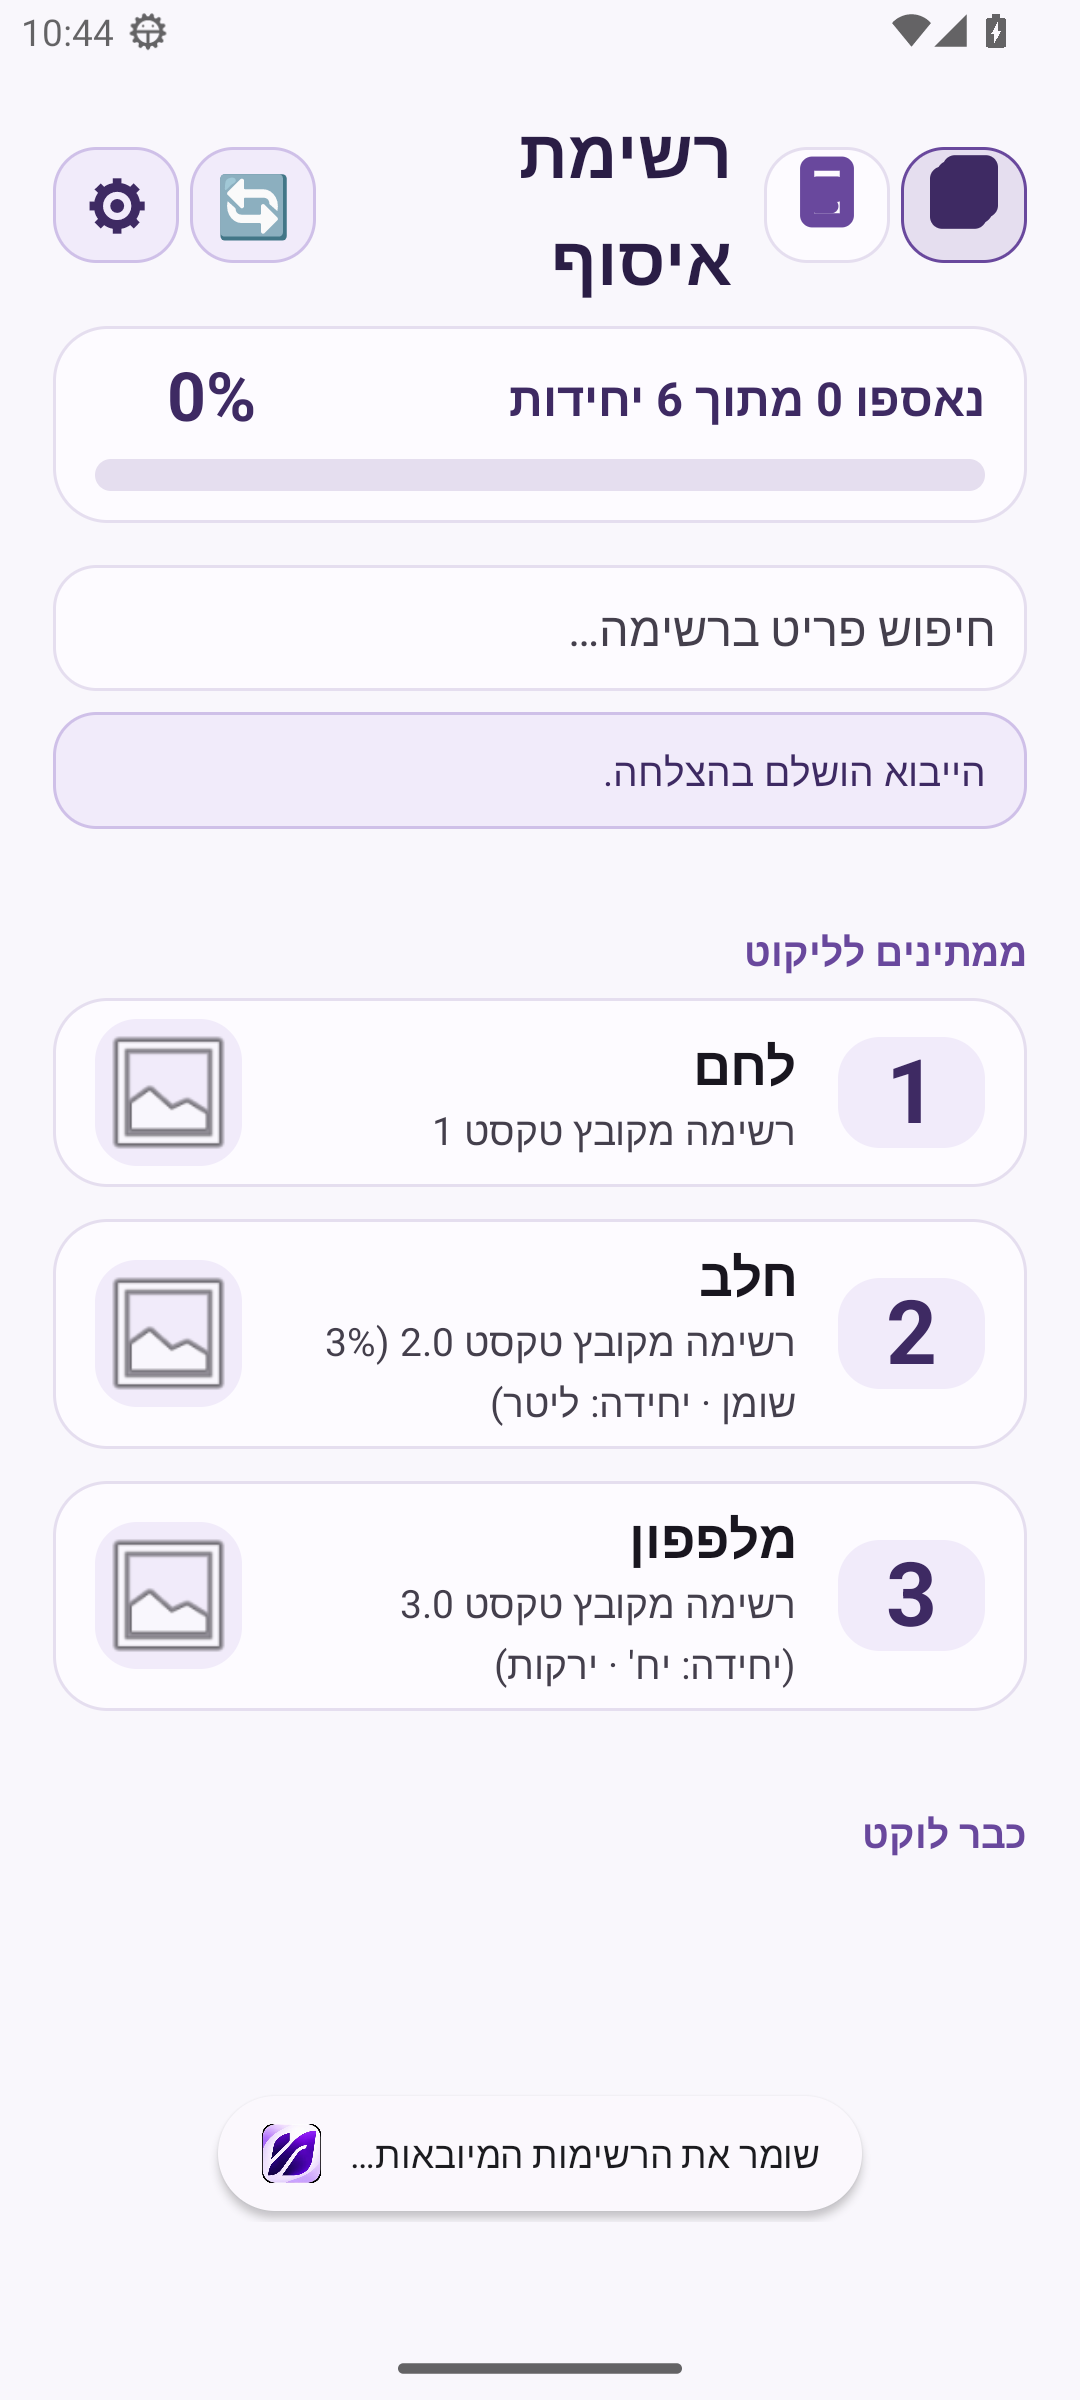 10:44
רשימת
איסוף
נאספו 0 מתוך 6 יחידות
0%
חיפוש פריט ברשימה...
הייבוא הושלם בהצלחה.
ממתינים לליקוט
1
לחם
רשימה מקובץ טקסט 1
2
חלב
רשימה מקובץ טקסט 2.0 (3%
שומן · יחידה: ליטר)
3
מלפפון
רשימה מקובץ טקסט 3.0
(יחידה: יח' · ירקות)
כבר לוקט
שומר את הרשימות המיובאות...